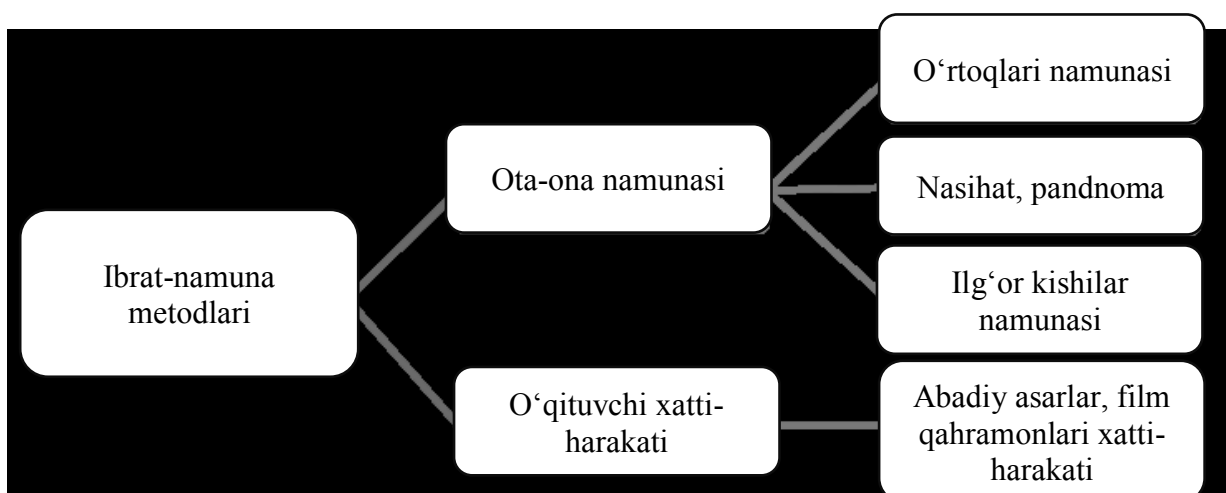 Ibrat-namuna
metodlari
Ota-ona namunasi
O‘qituvchi xatti-
harakati
O‘rtoqlari namunasi
Nasihat, pandnoma
Ilg‘or kishilar
namunasi
Abadiy asarlar, film
qahramonlari xatti-
harakati